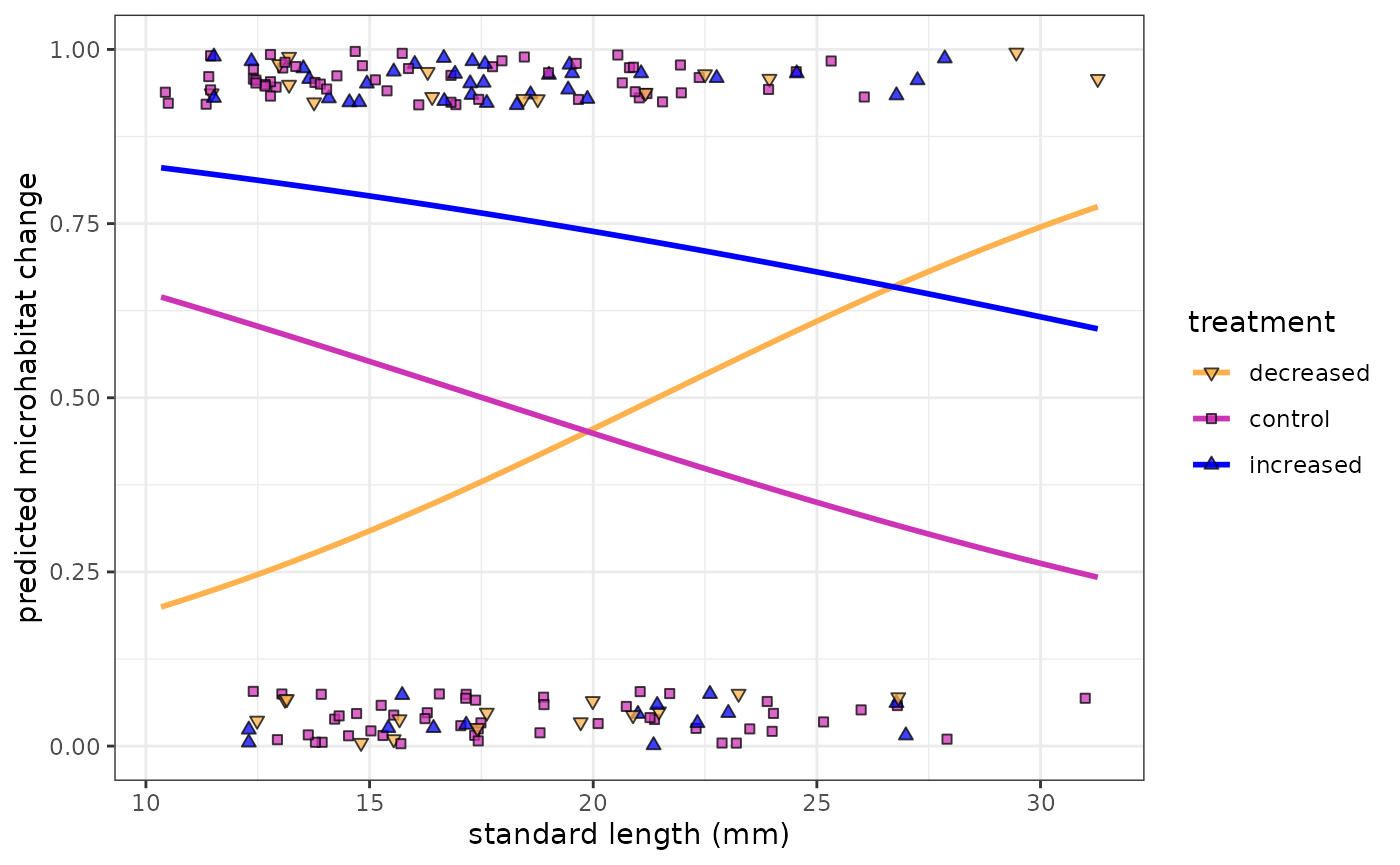 predicted microhabitat change
1.00
0.75
0.50
0.25
0.00
10 15 20 25 30
standard length (mm)
treatment
decreased
control
increased